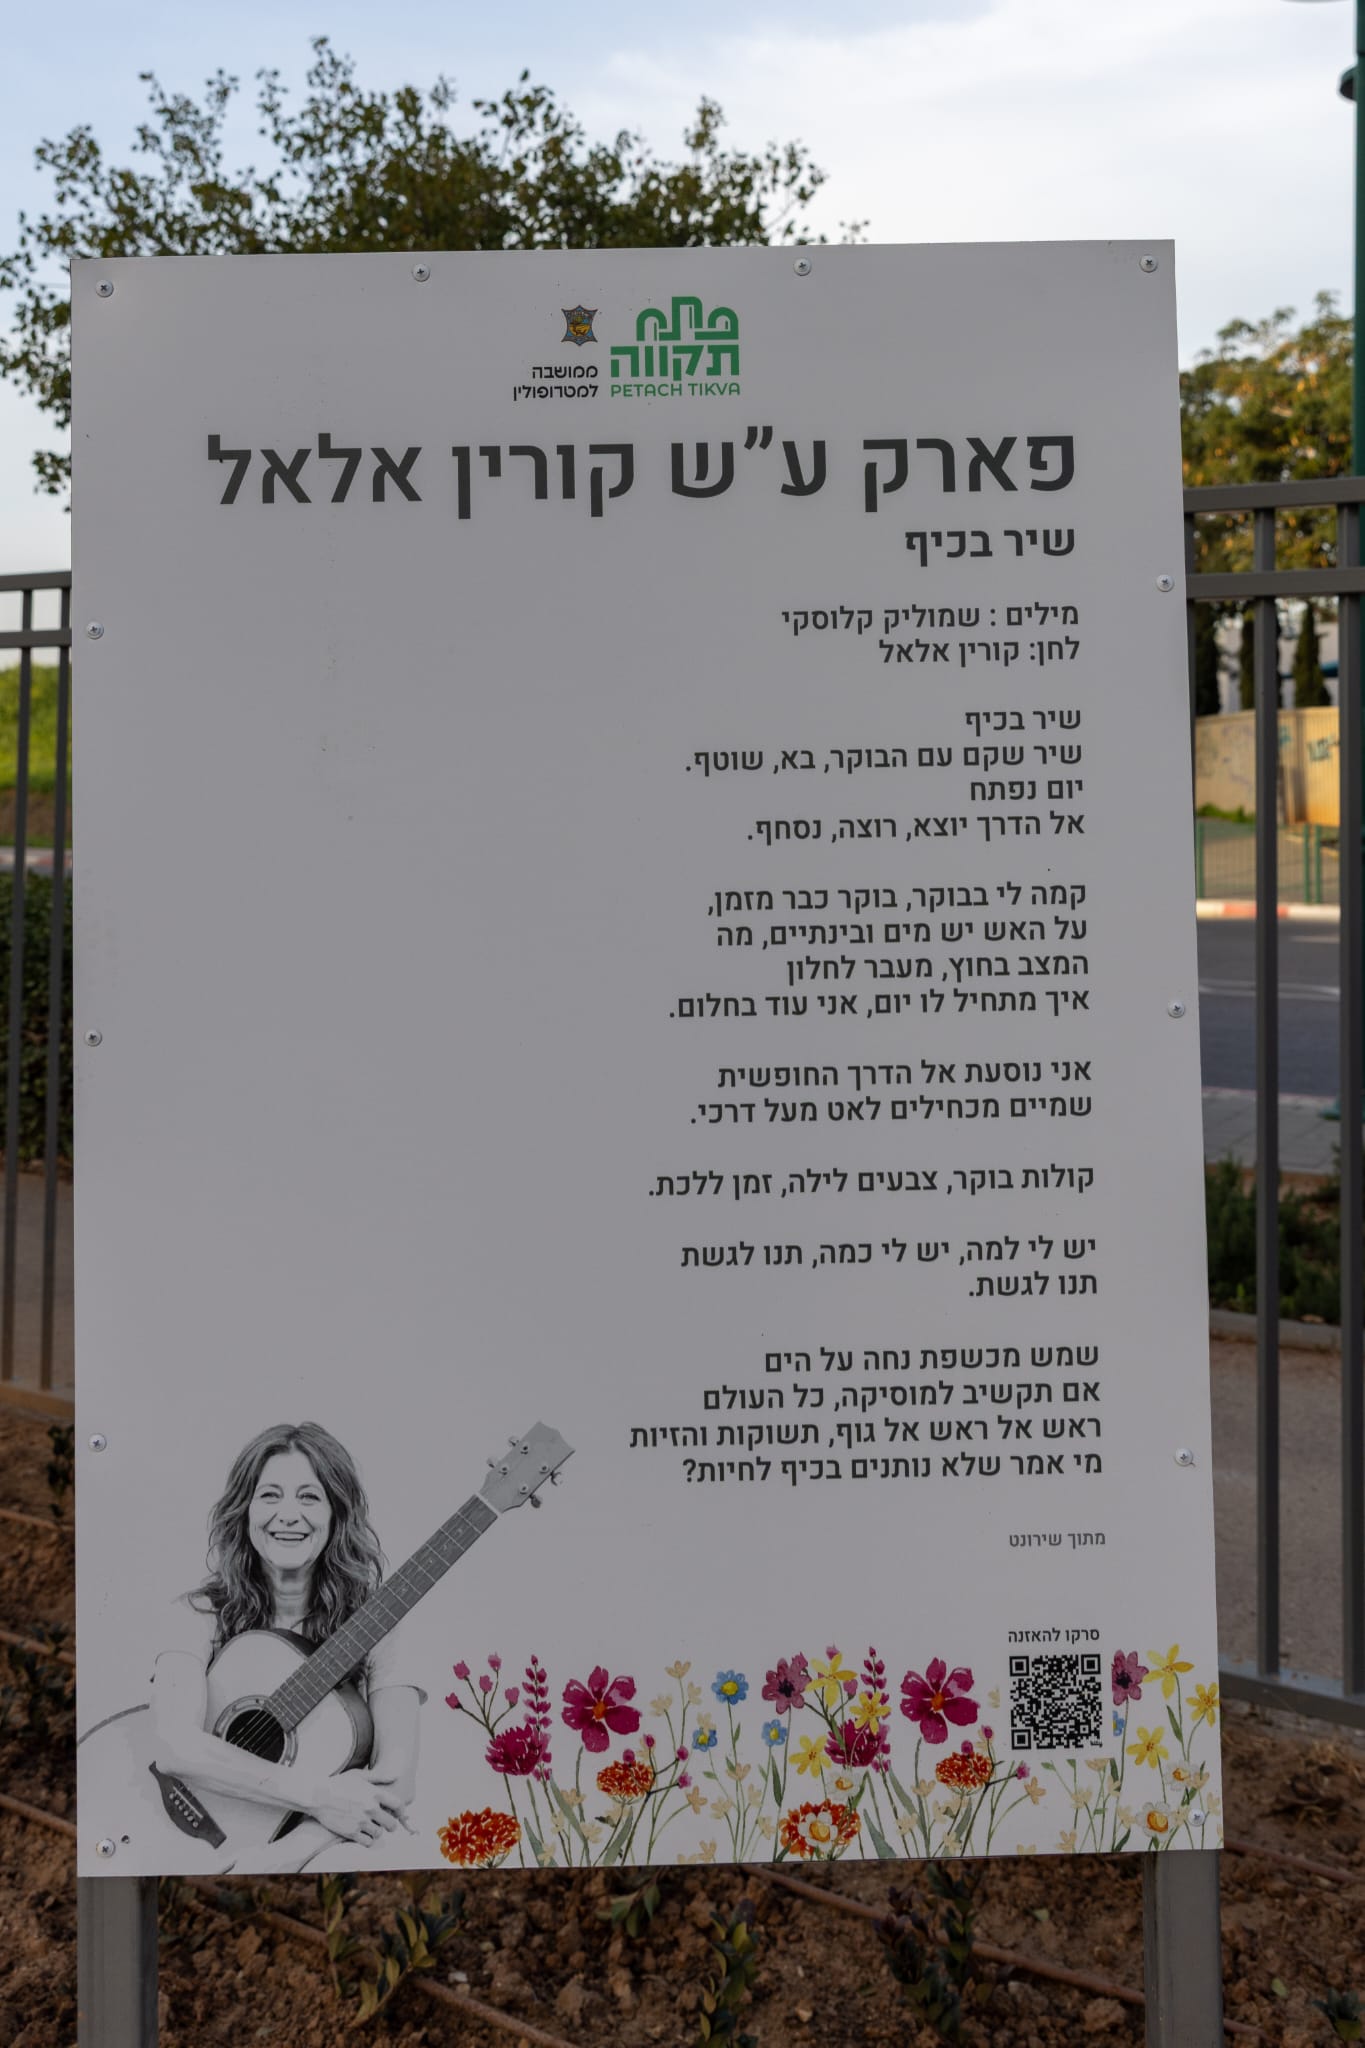 פתח
תקווה
PETACH TIKVA
ממושבה
למטרופולין
פארק ע"ש קורין אלאל
שיר בכיף
מילים : שמוליק קלוסקי
לחן: קורין אלאל
שיר בכיף
שיר שקם עם הבוקר, בא, שוטף.
יום נפתח
אל הדרך יוצא, רוצה, נסחף.
קמה לי בבוקר, בוקר כבר מזמן,
על האש יש מים ובינתיים, מה
המצב בחוץ, מעבר לחלון
איך מתחיל לו יום, אני עוד בחלום.
אני נוסעת אל הדרך החופשית
שמיים מכחילים לאט מעל דרכי.
קולות בוקר, צבעים לילה, זמן ללכת.
יש לי למה, יש לי כמה, תנו לגשת
תנו לגשת.
שמש מכשפת נחה על הים
אם תקשיב למוסיקה, כל העולם
ראש אל ראש אל גוף, תשוקות והזיות
מי אמר שלא נותנים בכיף לחיות?
מתוך שירונט
סרקו להאזנה